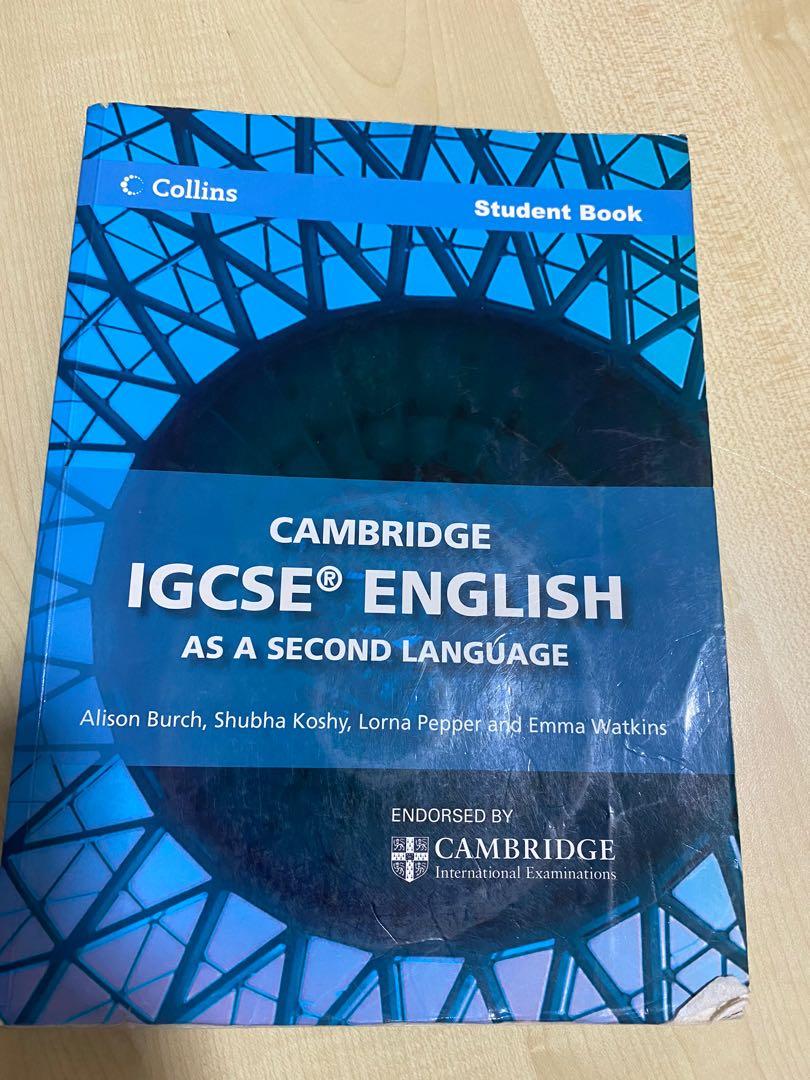 Collins
Student Book
CAMBRIDGE
IGCSE® ENGLISH
AS A SECOND LANGUAGE
Alison Burch, Shubha Koshy, Lorna Pepper and Emma Watkins
ENDORSED BY
CAMBRIDGE
International Examinations